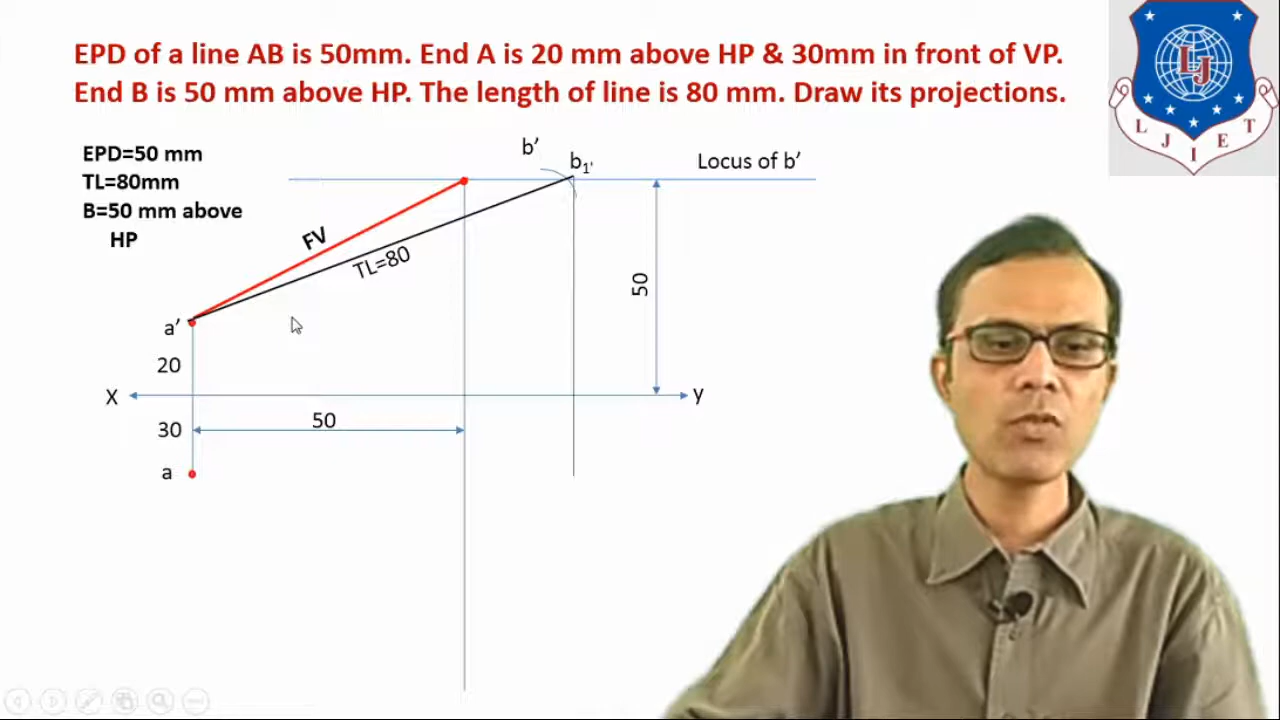 EPD of a line AB is 50mm. End A is 20 mm above HP & 30mm in front of VP.
End B is 50 mm above HP. The length of line is 80 mm. Draw its projections.
LJ
L J I E T
EPD=50 mm
TL=80mm
B=50 mm above
HP
b’
b1'
Locus of b’
FV
TL=80
50
a’
20
X
y
30
50
a